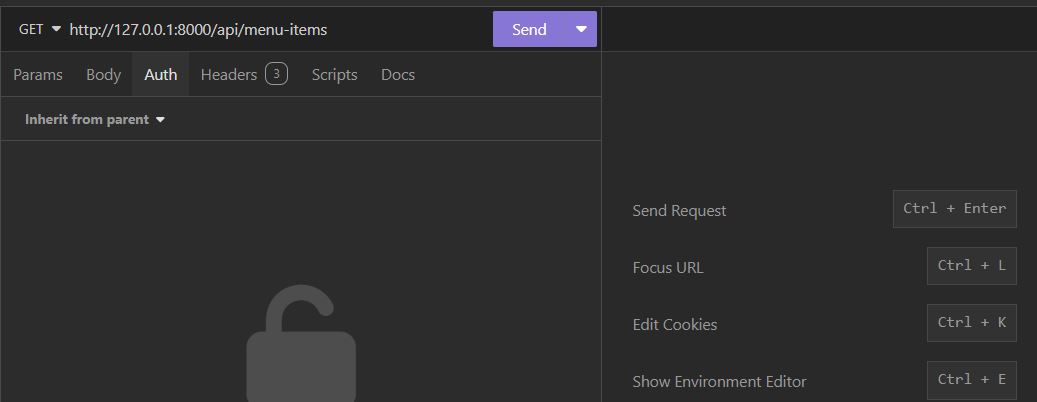 GET http://127.0.0.1:8000/api/menu-items Send
Params Body Auth Headers 3 Scripts Docs
Inherit from parent
Send Request Ctrl + Enter
Focus URL Ctrl + L
Edit Cookies Ctrl + K
Show Environment Editor Ctrl + E